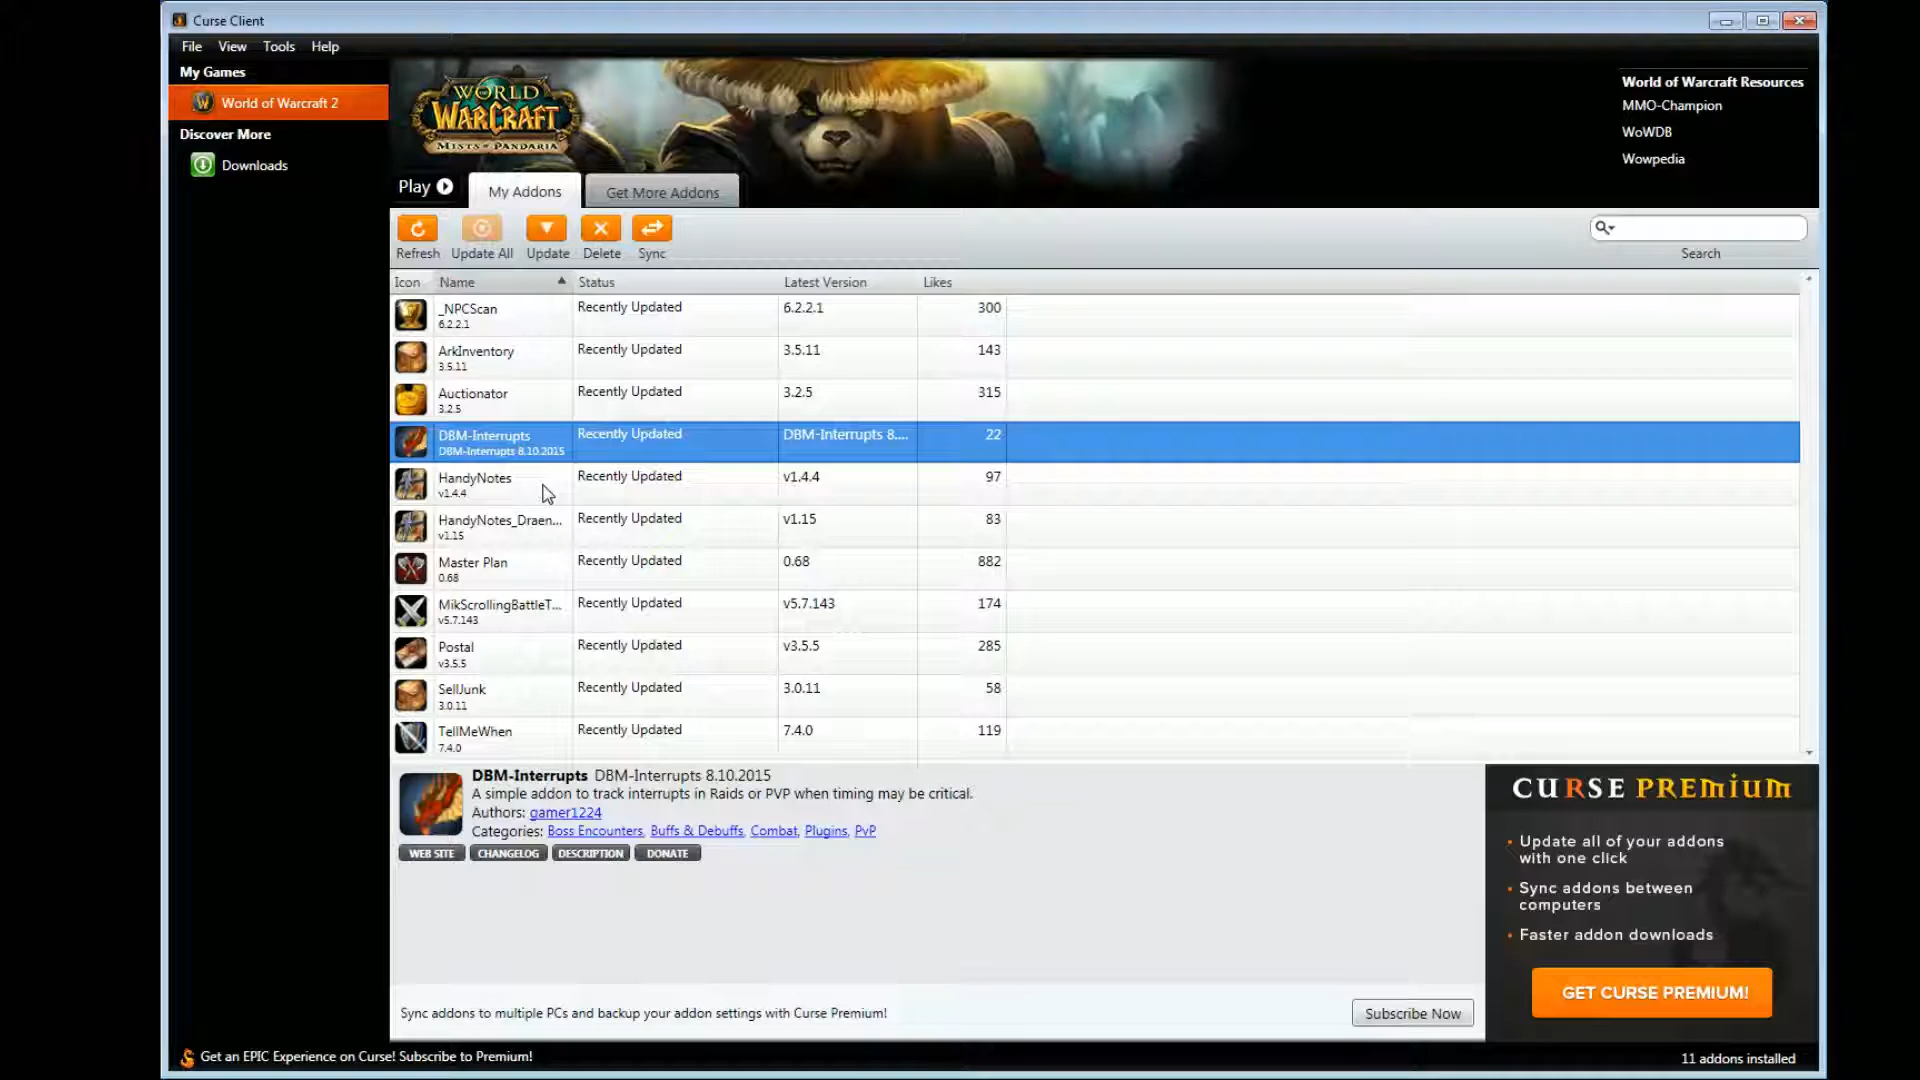 Curse Client
File View Tools Help
My Games
World of Warcraft 2
Discover More
Downloads
WORLD
WARCRAFT
MISTS OF PANDARIA
World of Warcraft Resources
MMO-Champion
WoWDB
Wowpedia
Play My Addons Get More Addons
Refresh Update All Update Delete Sync Search
Icon Name Status Latest Version Likes
_NPCScan Recently Updated 6.2.2.1 300
6.2.2.1
ArkInventory Recently Updated 3.5.11 143
3.5.11
Auctionator Recently Updated 3.2.5 315
3.2.5
DBM-Interrupts Recently Updated DBM-Interrupts 8.... 22
DBM-Interrupts 8.10.2015
HandyNotes Recently Updated v1.4.4 97
v1.4.4
HandyNotes_Draen... Recently Updated v1.15 83
v1.15
Master Plan Recently Updated 0.68 882
0.68
MikScrollingBattleT... Recently Updated v5.7.143 174
v5.7.143
Postal Recently Updated v3.5.5 285
v3.5.5
SellJunk Recently Updated 3.0.11 58
3.0.11
TellMeWhen Recently Updated 7.4.0 119
7.4.0
DBM-Interrupts DBM-Interrupts 8.10.2015
A simple addon to track interrupts in Raids or PVP when timing may be critical.
Authors: gamer1224
Categories: Boss Encounters, Buffs & Debuffs, Combat, Plugins, PvP
WEB SITE CHANGELOG DESCRIPTION DONATE
CURSE PREMIUM
• Update all of your addons
with one click
• Sync addons between
computers
• Faster addon downloads
GET CURSE PREMIUM!
Sync addons to multiple PCs and backup your addon settings with Curse Premium! Subscribe Now
Get an EPIC Experience on Curse! Subscribe to Premium! 11 addons installed